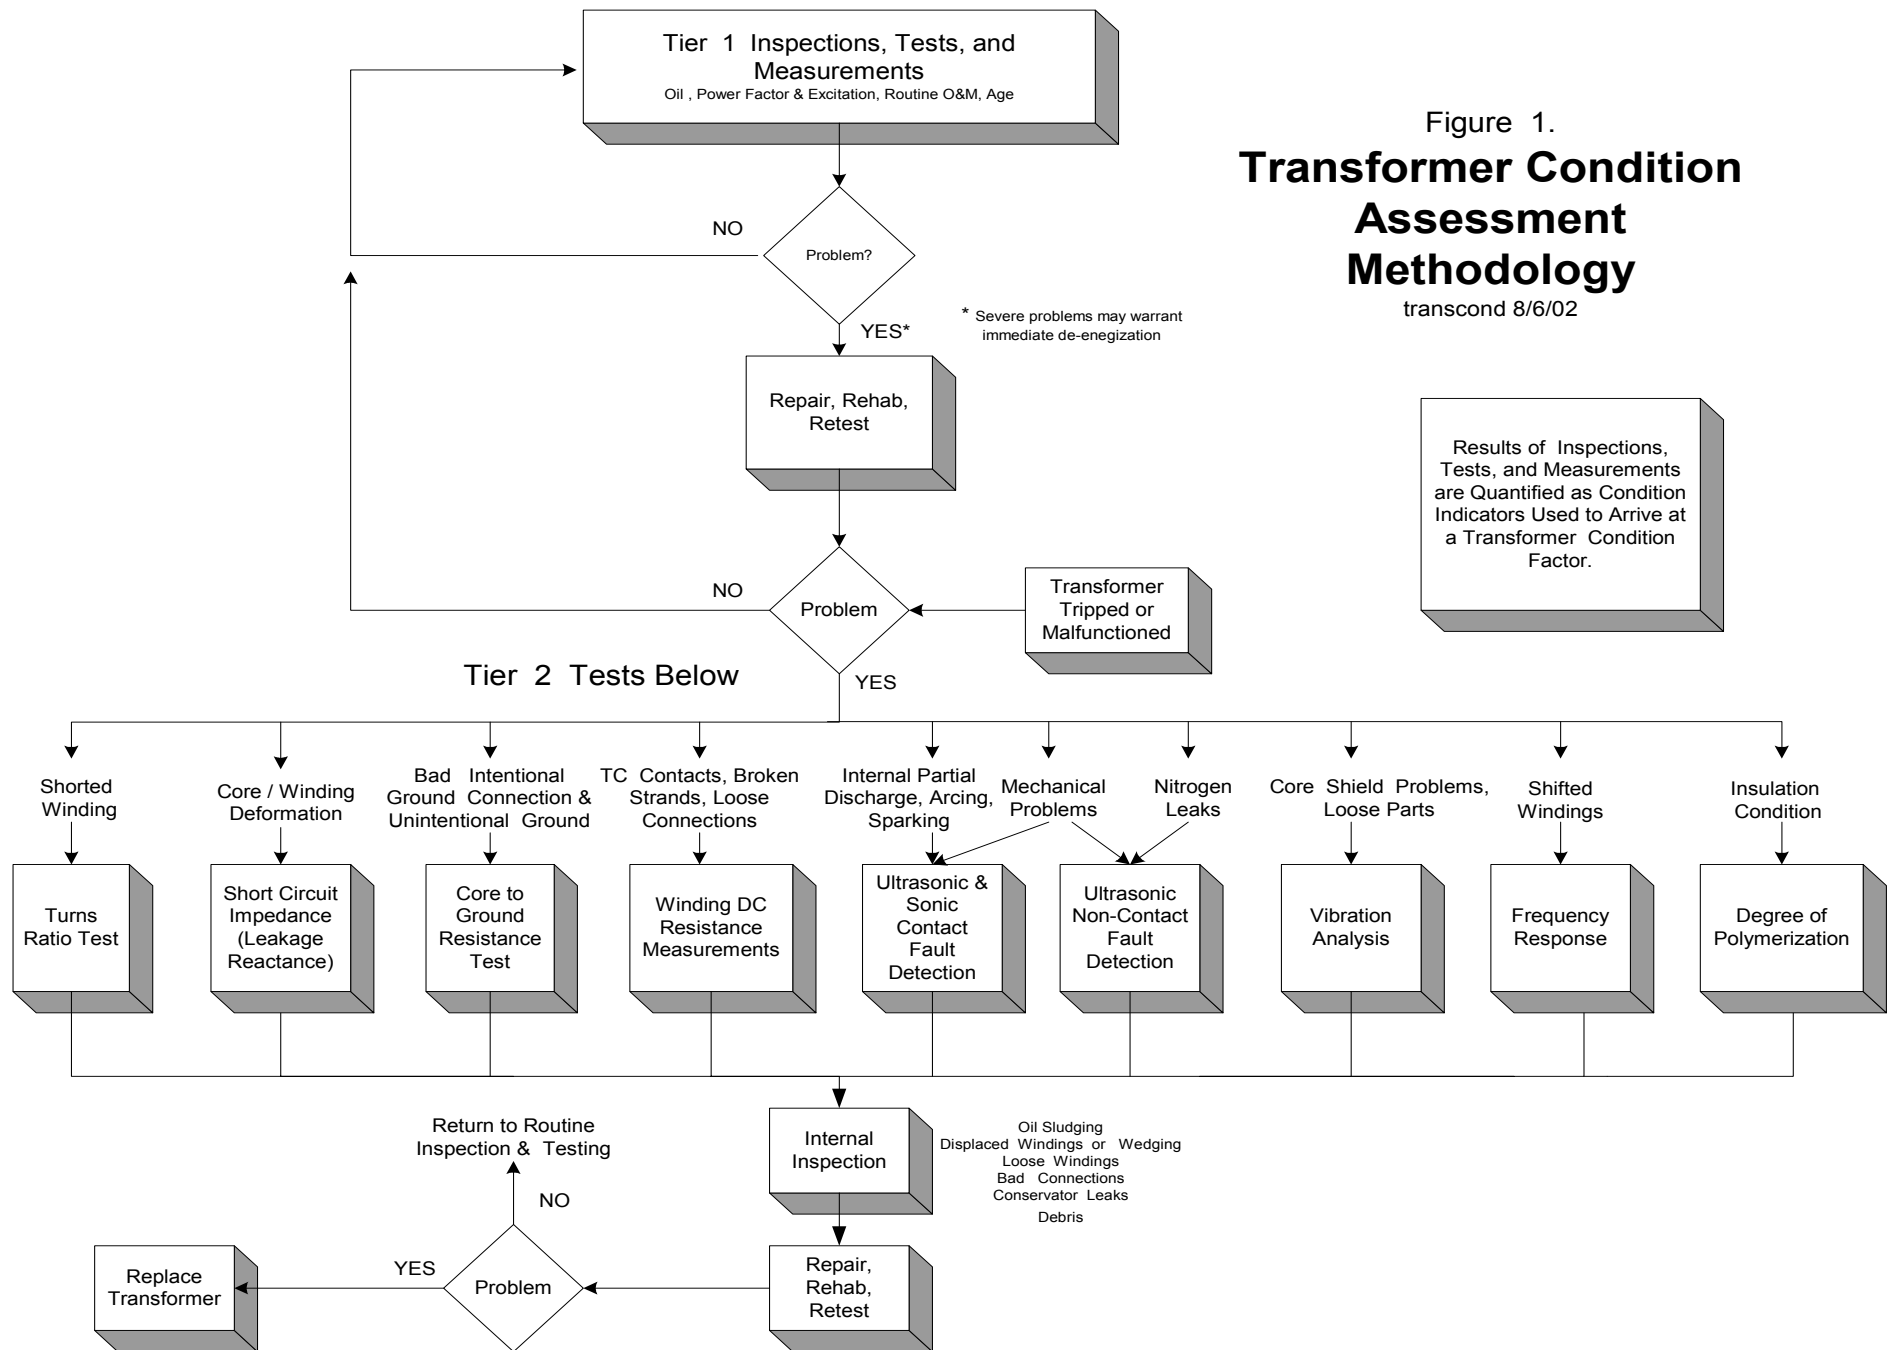 Tier 1 Inspections, Tests, and
Measurements
Oil , Power Factor & Excitation, Routine O&M, Age
Figure 1.
Transformer Condition
Assessment
Methodology
transcond 8/6/02
NO
Problem?
YES*
* Severe problems may warrant
immediate de-enegization
Repair, Rehab,
Retest
Results of Inspections,
Tests, and Measurements
are Quantified as Condition
Indicators Used to Arrive at
a Transformer Condition
Factor.
NO
Problem
Transformer
Tripped or
Malfunctioned
YES
Tier 2 Tests Below
Shorted
Winding
Core / Winding
Deformation
Bad Intentional
Ground Connection &
Unintentional Ground
TC Contacts, Broken
Strands, Loose
Connections
Internal Partial
Discharge, Arcing,
Sparking
Mechanical
Problems
Nitrogen
Leaks
Core Shield Problems,
Loose Parts
Shifted
Windings
Insulation
Condition
Turns
Ratio Test
Short Circuit
Impedance
(Leakage
Reactance)
Core to
Ground
Resistance
Test
Winding DC
Resistance
Measurements
Ultrasonic &
Sonic
Contact
Fault
Detection
Ultrasonic
Non-Contact
Fault
Detection
Vibration
Analysis
Frequency
Response
Degree of
Polymerization
Return to Routine
Inspection & Testing
Internal
Inspection
Oil Sludging
Displaced Windings or Wedging
Loose Windings
Bad Connections
Conservator Leaks
Debris
NO
Replace
Transformer
YES
Problem
Repair,
Rehab,
Retest